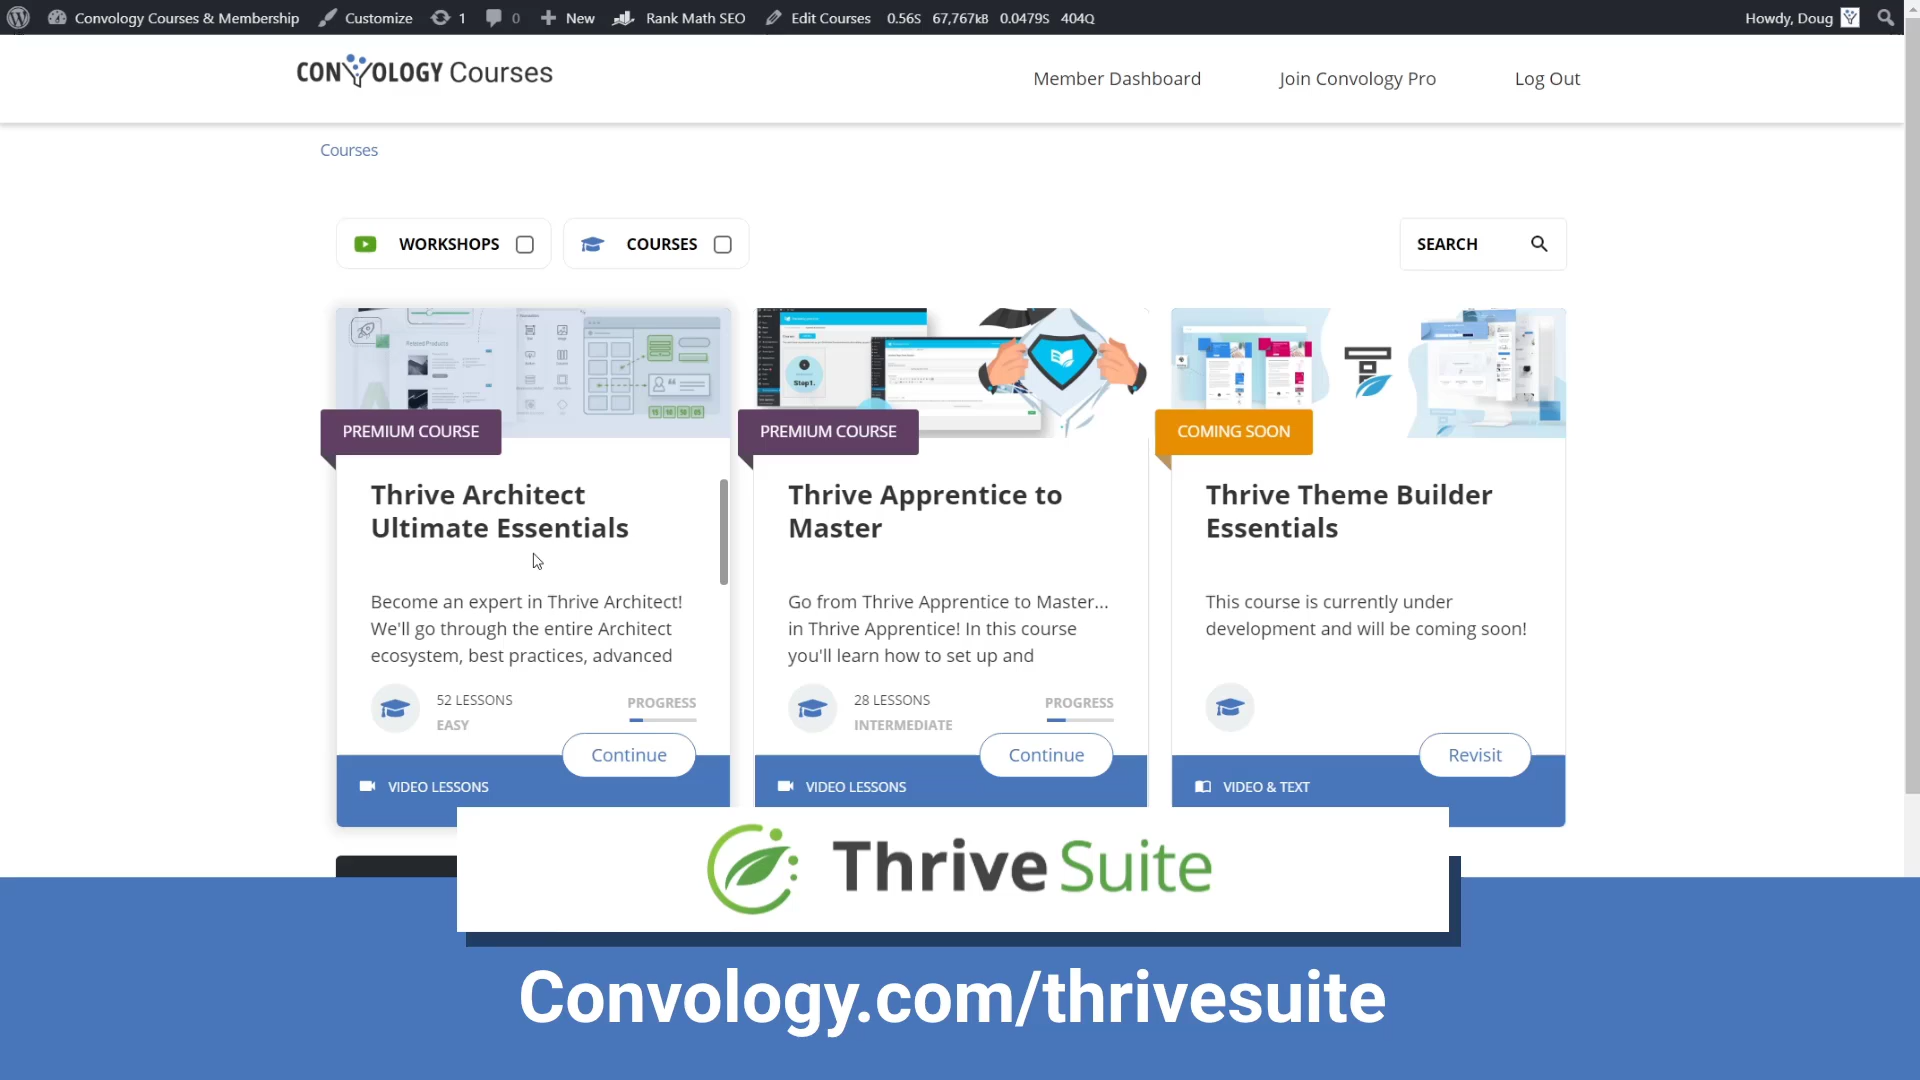 Convology Courses & Membership Customize 1 0 New Rank Math SEO Edit Courses 0.56S 67,767KB 0.0479S 404Q Howdy, Doug
CONVOLOGY Courses
Member Dashboard Join Convology Pro Log Out
Courses
WORKSHOPS COURSES SEARCH
Related Products
Step1.
PREMIUM COURSE PREMIUM COURSE COMING SOON
Thrive Architect
Ultimate Essentials
Become an expert in Thrive Architect!
We'll go through the entire Architect
ecosystem, best practices, advanced
52 LESSONS
EASY
PROGRESS
Continue
VIDEO LESSONS
Thrive Apprentice to
Master
Go from Thrive Apprentice to Master...
in Thrive Apprentice! In this course
you'll learn how to set up and
28 LESSONS
INTERMEDIATE
PROGRESS
Continue
VIDEO LESSONS
Thrive Theme Builder
Essentials
This course is currently under
development and will be coming soon!
Revisit
VIDEO & TEXT
Thrive Suite
Convology.com/thrivesuite